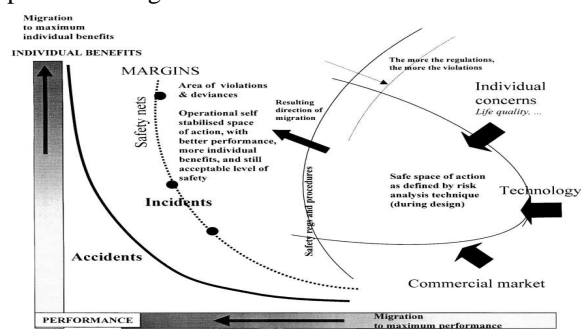 Migration
to maximum
individual benefits
INDIVIDUAL BENEFITS
MARGINS
Safety nets
Area of violations
& deviances
Operational self
stabilised space
of action, with
better performance,
more individual
benefits, and still
acceptable level of
safety
Incidents
Accidents
Resulting
direction of
migration
Safety regs and procedures
The more the regulations,
the more the violations
Individual
concerns
Life quality, ...
Safe space of action
as defined by risk
analysis technique
(during design)
Technology
Commercial market
PERFORMANCE
Migration
to maximum performance